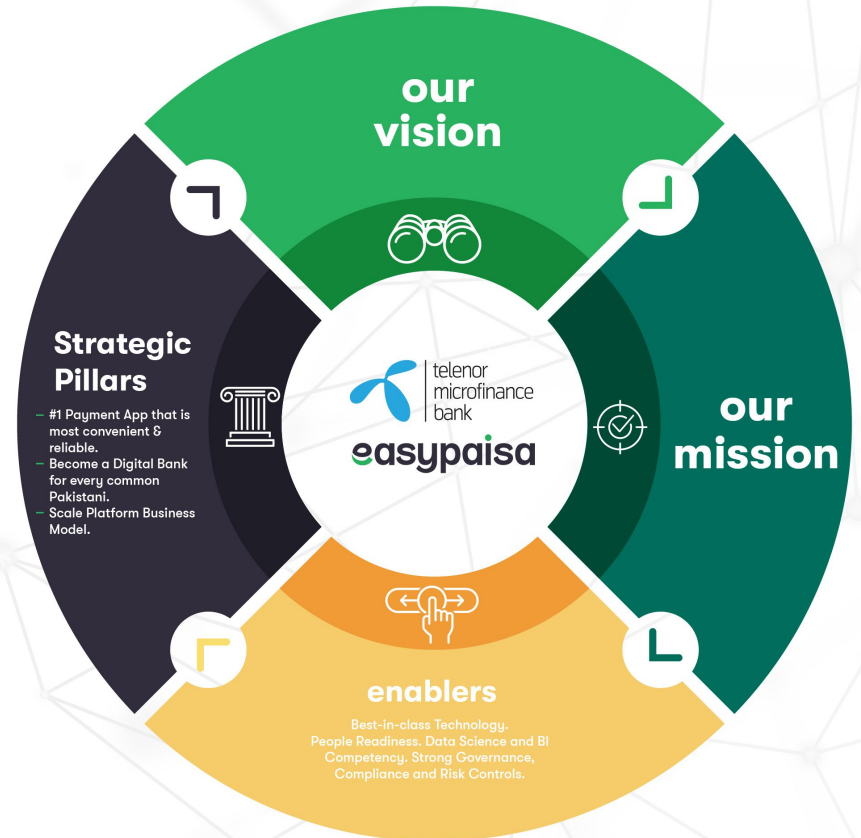 our
vision
Strategic
Pillars
– #1 Payment App that is
most convenient &
reliable.
– Become a Digital Bank
for every common
Pakistani.
– Scale Platform Business
Model.
telenor
microfinance
bank
easypaisa
our
mission
enablers
Best-in-class Technology.
People Readiness. Data Science and BI
Competency. Strong Governance,
Compliance and Risk Controls.